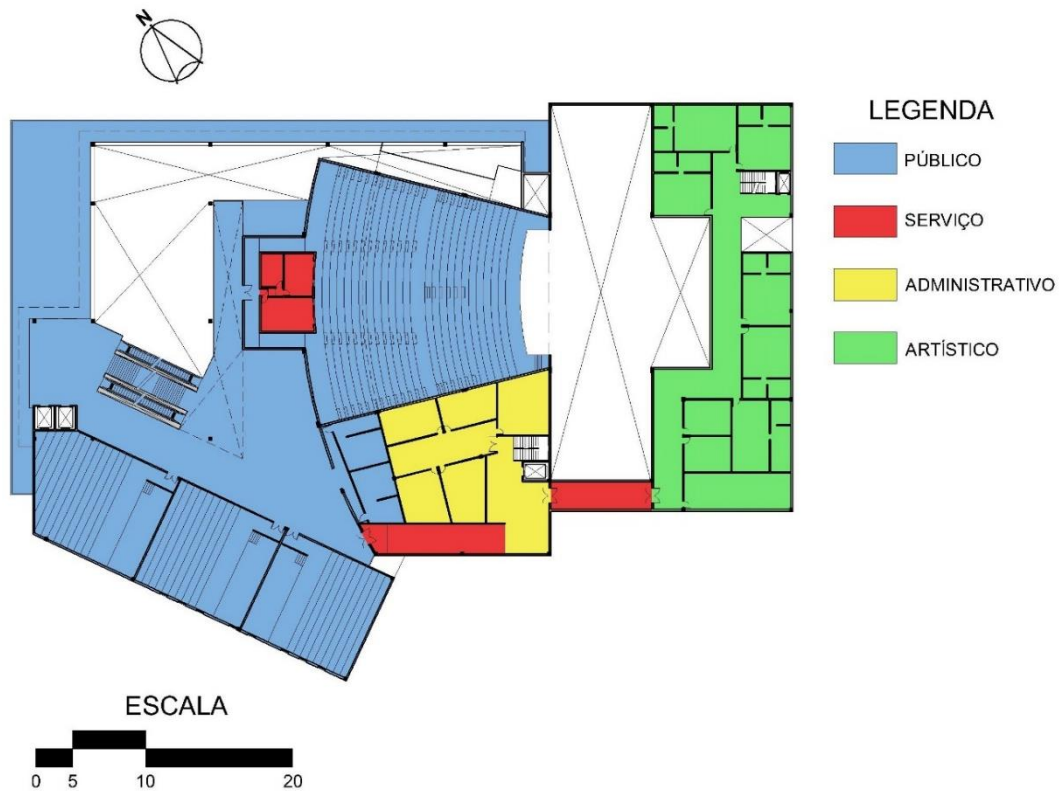 N
LEGENDA
PÚBLICO
SERVIÇO
ADMINISTRATIVO
ARTÍSTICO
ESCALA
0 5 10 20